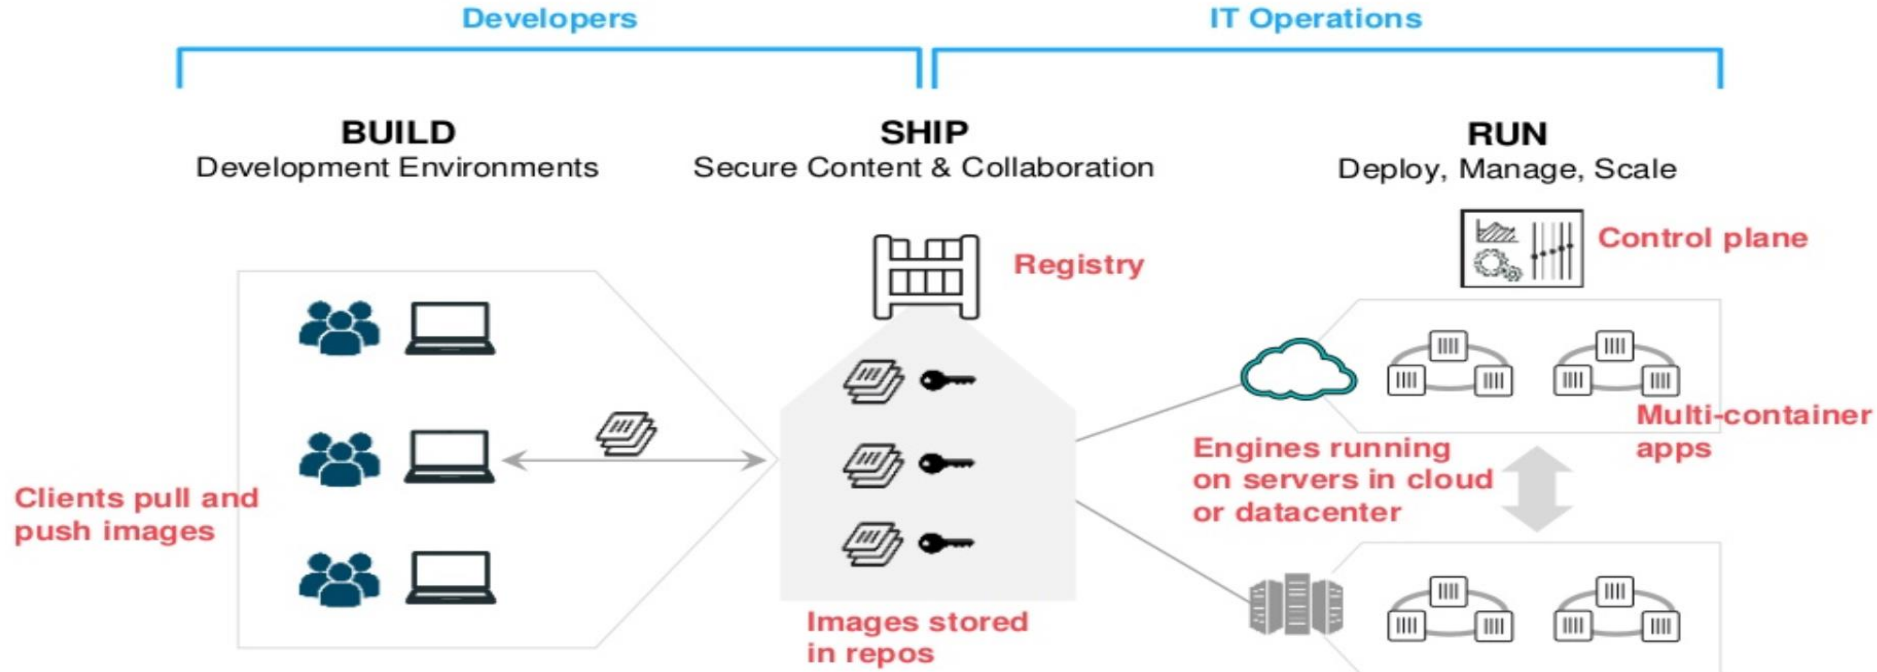 Developers
IT Operations
BUILD
Development Environments
SHIP
Secure Content & Collaboration
RUN
Deploy, Manage, Scale
Registry
Control plane
Multi-container
apps
Engines running
on servers in cloud
or datacenter
Clients pull and
push images
Images stored
in repos